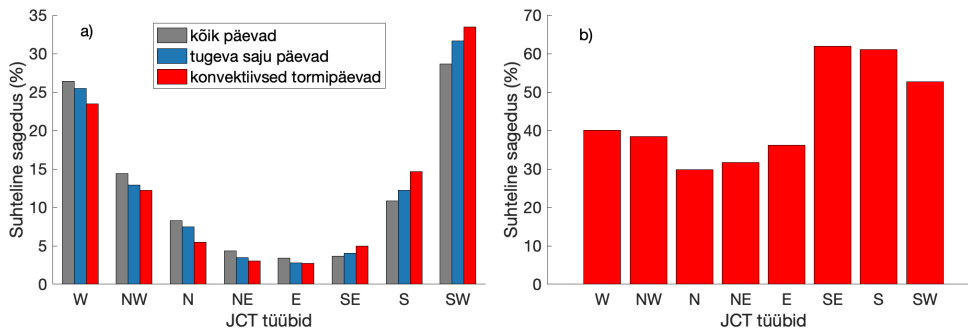 a)
kõik päevad
tugeva saju päevad
konvektiivsed tormipäevad
Suhteline sagedus (%)
35
30
25
20
15
10
5
0
W NW N NE E SE S SW
JCT tüübid
b)
Suhteline sagedus (%)
70
60
50
40
30
20
10
0
W NW N NE E SE S SW
JCT tüübid